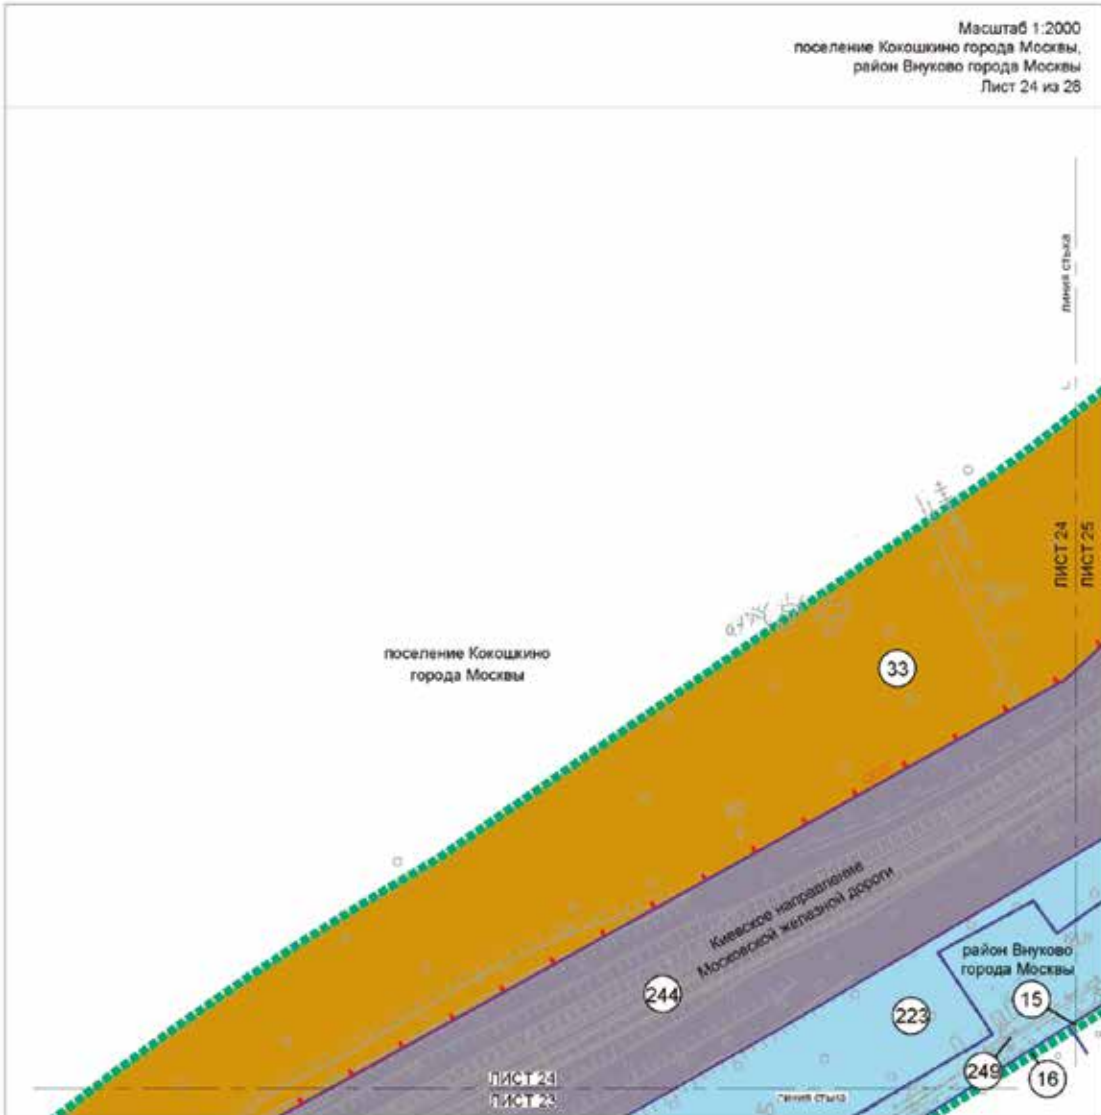 Масштаб 1:2000
поселение Кокошкино города Москвы,
район Внуково города Москвы
Лист 24 из 28
линия стыка
ЛИСТ 24
ЛИСТ 25
поселение Кокошкино
города Москвы
33
Киевское направление
Московской железной дороги
244
район Внуково
города Москвы
15
223
249
16
ЛИСТ 24
ЛИСТ 23
линия стыка